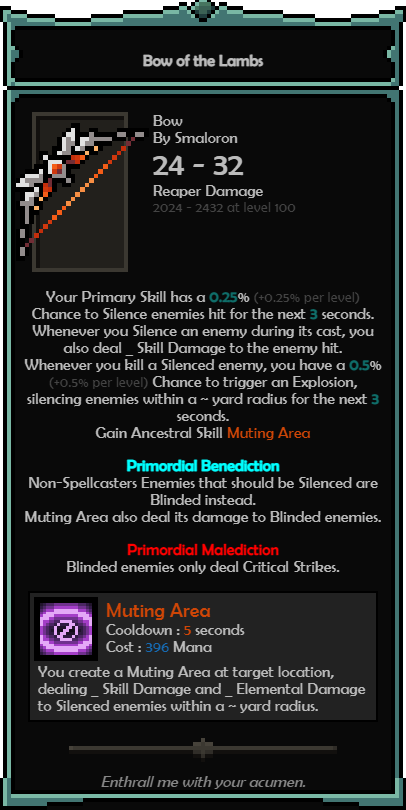 Bow of the Lambs
Bow
By Smaloron
24 - 32
Reaper Damage
2024 - 2432 at level 100
Your Primary Skill has a 0.25% (+0.25% per level)
Chance to Silence enemies hit for the next 3 seconds.
Whenever you Silence an enemy during its cast, you
also deal _ Skill Damage to the enemy hit.
Whenever you kill a Silenced enemy, you have a 0.5%
(+0.5% per level) Chance to trigger an Explosion,
silencing enemies within a ~ yard radius for the next 3
seconds.
Gain Ancestral Skill Muting Area
Primordial Benediction
Non-Spellcasters Enemies that should be Silenced are
Blinded instead.
Muting Area also deal its damage to Blinded enemies.
Primordial Malediction
Blinded enemies only deal Critical Strikes.
Muting Area
Cooldown : 5 seconds
Cost : 396 Mana
You create a Muting Area at target location,
dealing _ Skill Damage and _ Elemental Damage
to Silenced enemies within a ~ yard radius.
Enthrall me with your acumen.